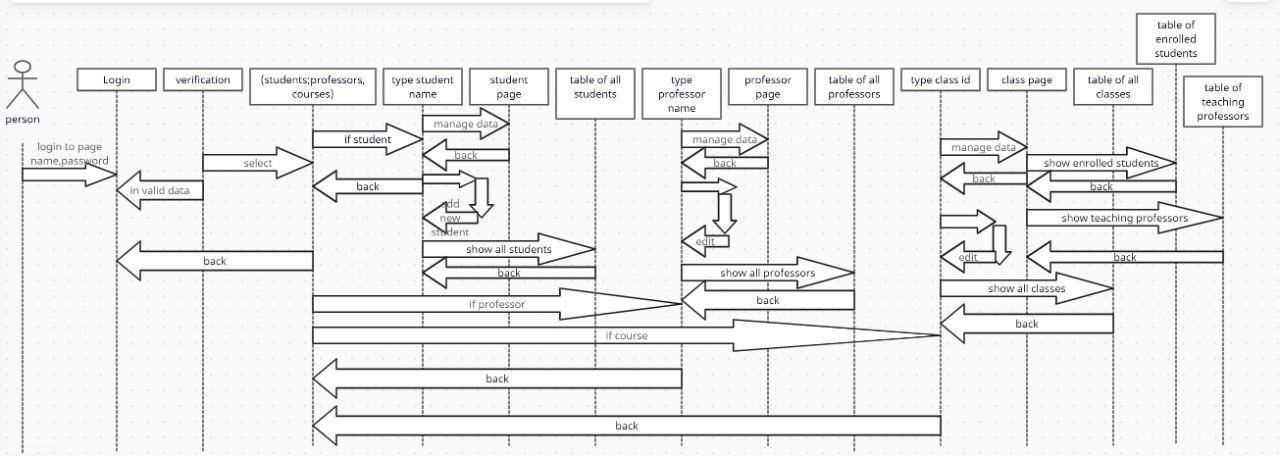 table of
enrolled
students
Login
verification
(students;professors,
courses)
type student
name
student
page
table of all
students
type
professor
name
professor
page
table of all
professors
type class id
class page
table of all
classes
table of
teaching
professors
person
login to page
name,password
in valid data
select
if student
manage data
back
back
add
new
student
show all students
back
back
if professor
if course
back
back
manage data
back
edit
show all professors
back
manage data
back
show enrolled students
back
show teaching professors
edit
back
show all classes
back